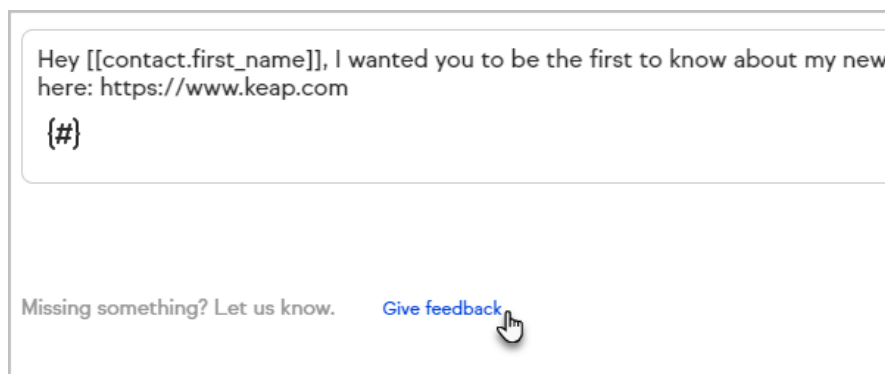 Hey [[contact.first_name]], I wanted you to be the first to know about my new
here: https://www.keap.com
{#}
Missing something? Let us know. Give feedback